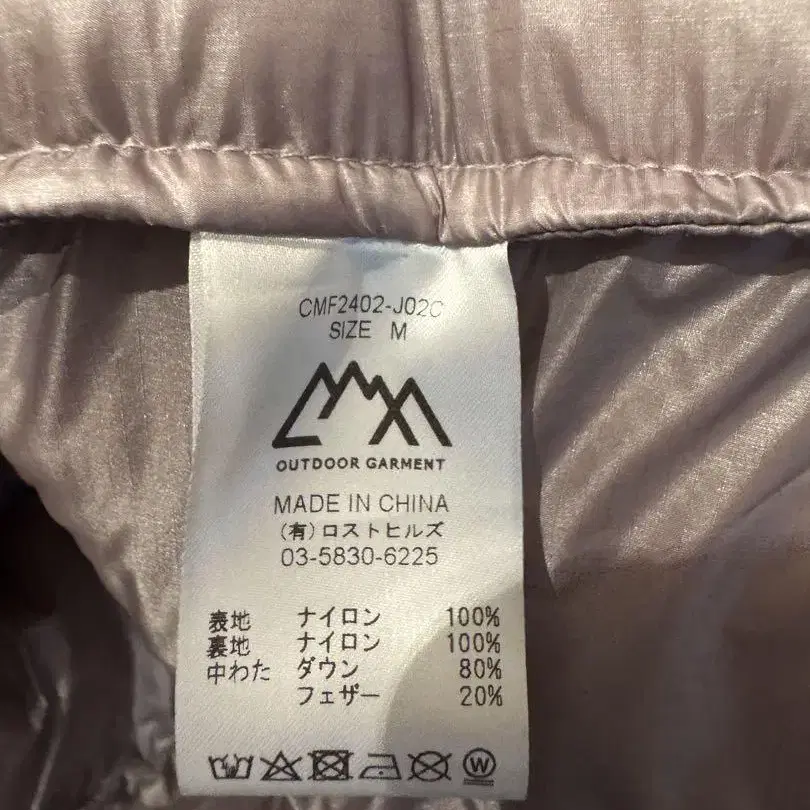 CMF2402-J02C
SIZE M
OUTDOOR GARMENT
MADE IN CHINA
(有)ロストヒルズ
03-5830-6225
表地 ナイロン 100%
裏地 ナイロン 100%
中わた ダウン 80%
フェザー 20%
W